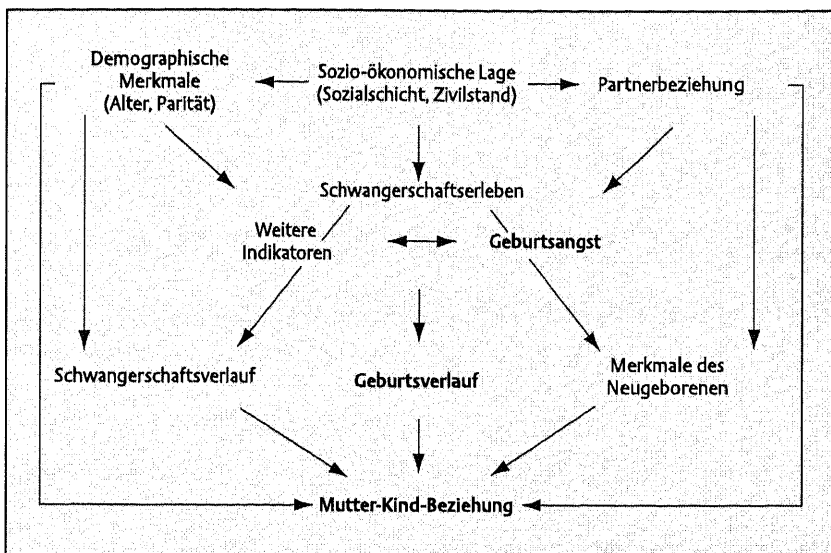 Demographische
Merkmale
(Alter, Parität)
Sozio-ökonomische Lage
(Sozialschicht, Zivilstand)
Partnerbeziehung
Schwangerschaftserleben
Weitere
Indikatoren
Geburtsangst
Schwangerschaftsverlauf
Geburtsverlauf
Merkmale des
Neugeborenen
Mutter-Kind-Beziehung